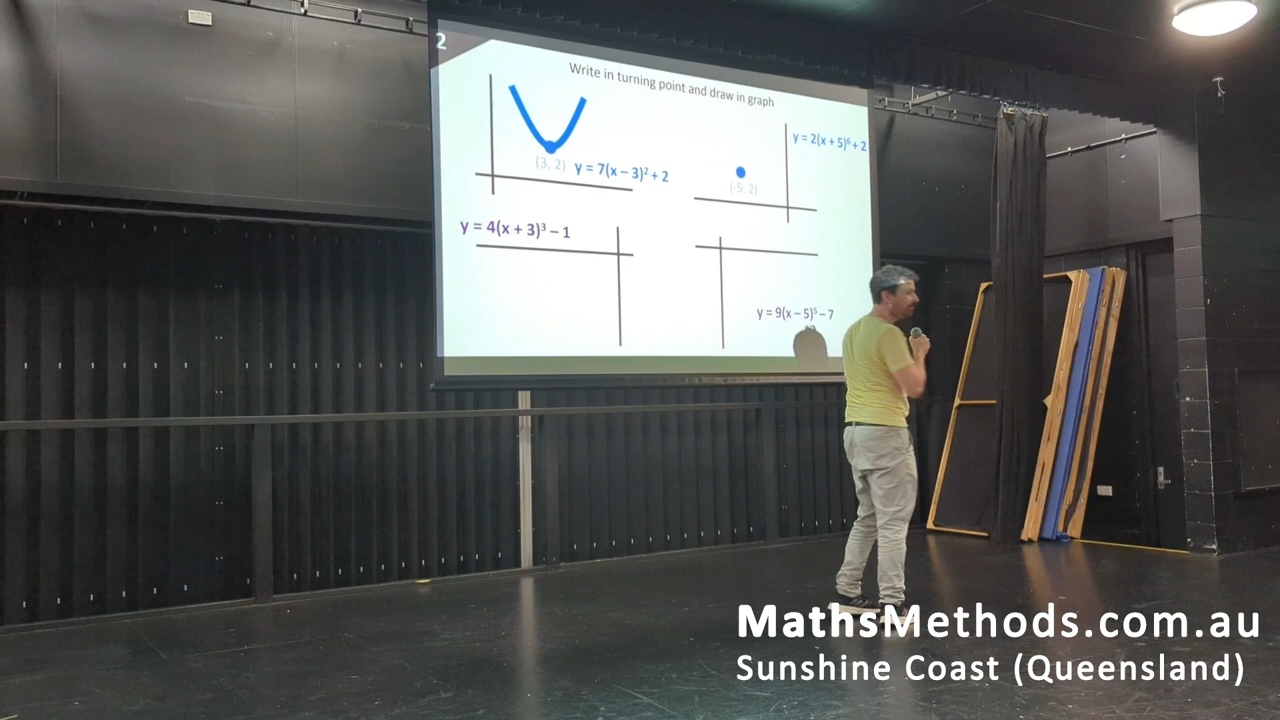 2
Write in turning point and draw in graph
(3, 2)
y = 7(x – 3)² + 2
y = 2(x + 5)⁶ + 2
(-5, 2)
y = 4(x + 3)³ – 1
y = 9(x – 5)⁵ – 7
MathsMethods.com.au
Sunshine Coast (Queensland)